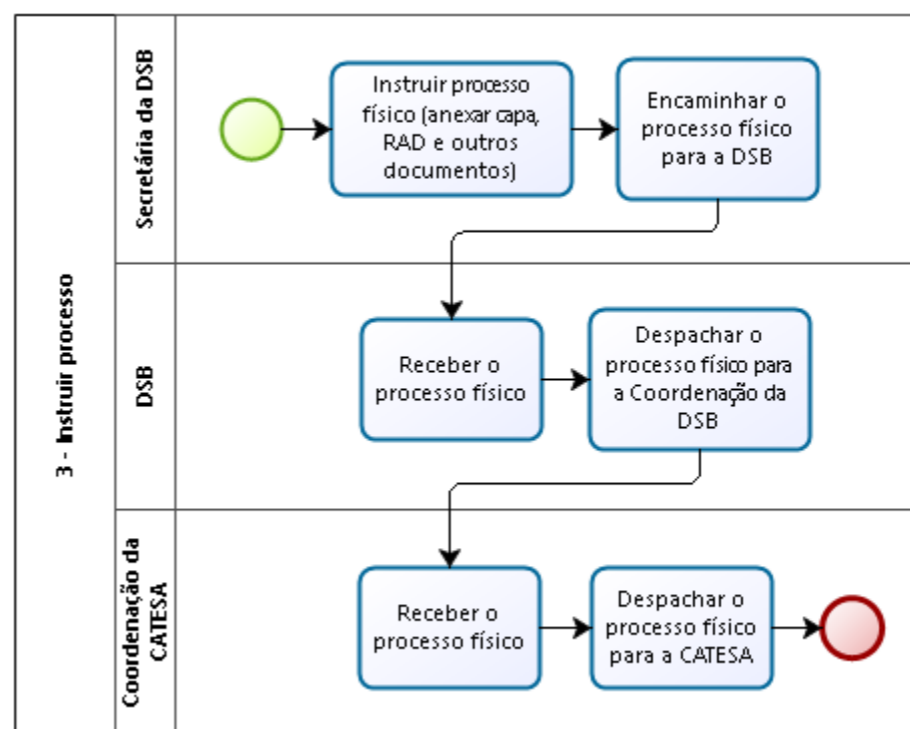 3 - Instruir processo
Secretária da DSB
Instruir processo
físico (anexar capa,
RAD e outros
documentos)
Encaminhar o
processo físico
para a DSB
DSB
Receber o
processo físico
Despachar o
processo físico para
a Coordenação da
DSB
Coordenação da
CATESA
Receber o
processo físico
Despachar o
processo físico
para a CATESA